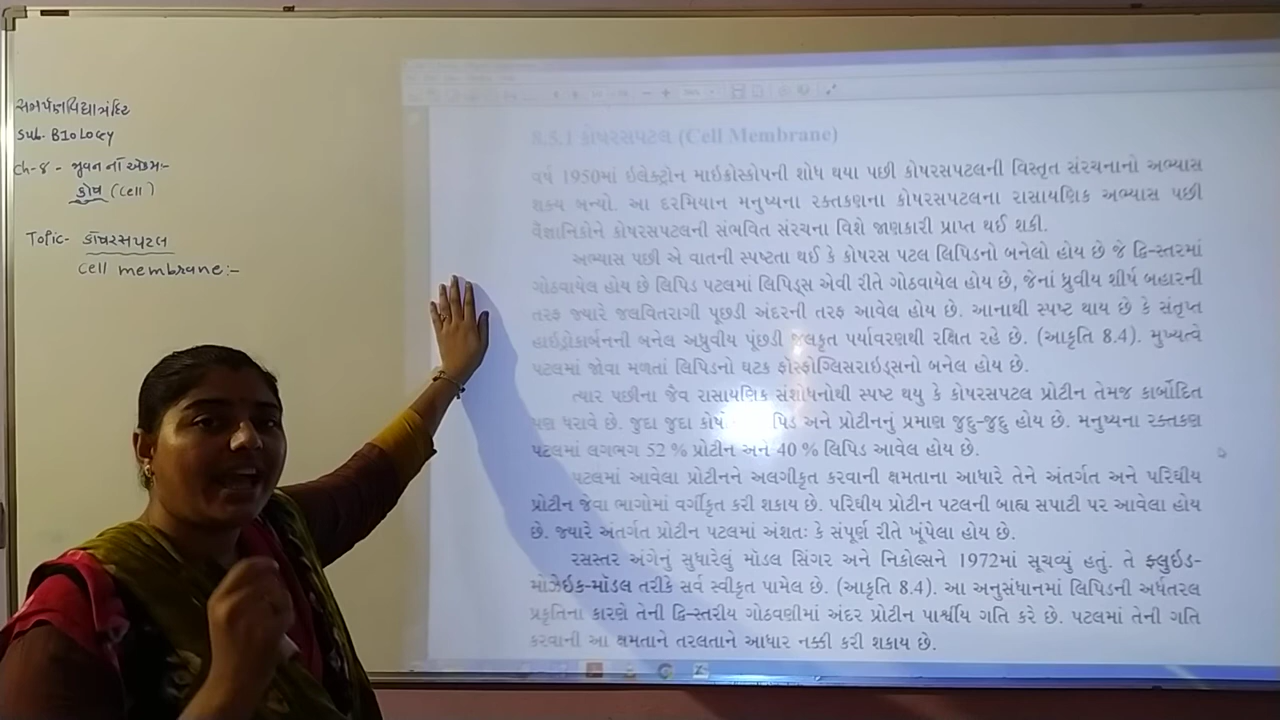 સમર્પણ વિદ્યામંદિર
Sub. Biology
Ch-8 - જીવનનો એકમ:-
કોષ (cell)
Topic- કોષરસપટલ
cell membrane:-
8.5.1 કોષરસપટલ (Cell Membrane)
વર્ષ 1950માં ઇલેક્ટ્રોન માઇકોસ્કોપની શોધ થયા પછી કોષરસપટલની વિસ્તૃત સંરચનાનો અભ્યાસ
શક્ય બન્યો. આ દરમિયાન મનુષ્યના રક્તકણના કોષરસપટલના રાસાયણિક અભ્યાસ પછી
વૈજ્ઞાનિકોને કોષરસપટલની સંભવિત સંરચના વિશે જાણકારી પ્રાપ્ત થઈ શકી.
અભ્યાસ પછી એ વાતની સ્પષ્ટતા થઈ કે કોષરસ પટલ લિપિડનો બનેલો હોય છે જે દ્વિ-સ્તરમાં
ગોઠવાયેલ હોય છે લિપિડ પટલમાં લિપિડ્સ એવી રીતે ગોઠવાયેલ હોય છે, જેનાં ધ્રુવીય શીર્ષ બહારની
તરફ જ્યારે જલવિતરાગી પૂછડી અંદરની તરફ આવેલ હોય છે. આનાથી સ્પષ્ટ થાય છે કે સંતૃપ્ત
હાઈડ્રોકાર્બનની બનેલ અધ્રુવીય પૂંછડી જલકૃત પર્યાવરણથી રક્ષિત રહે છે. (આકૃતિ 8.4). મુખ્યત્વે
પટલમાં જોવા મળતાં લિપિડનો ઘટક ફૉસ્ફોગ્લિસરાઇડ્સનો બનેલ હોય છે.
ત્યાર પછીના જૈવ રાસાયણિક સંશોધનોથી સ્પષ્ટ થયુ કે કોષરસપટલ પ્રોટીન તેમજ કાર્બોદિત
પણ ધરાવે છે. જુદા જુદા કોષ પિડ અને પ્રોટીનનું પ્રમાણ જુદુ-જુદુ હોય છે. મનુષ્યના રક્તકણ
પટલમાં લગભગ 52 % પ્રોટીન અને 40 % લિપિડ આવેલ હોય છે.
પટલમાં આવેલા પ્રોટીનને અલગીકૃત કરવાની ક્ષમતાના આધારે તેને અંતર્ગત અને પરિઘીય
પ્રોટીન જેવા ભાગોમાં વર્ગીકૃત કરી શકાય છે. પરિઘીય પ્રોટીન પટલની બાહ્ય સપાટી પર આવેલા હોય
છે. જ્યારે અંતર્ગત પ્રોટીન પટલમાં અંશતઃ કે સંપૂર્ણ રીતે ખૂંપેલા હોય છે.
રસસ્તર અંગેનું સુધારેલું મૉડલ સિંગર અને નિકોલ્સને 1972માં સૂચવ્યું હતું. તે ફ્લુઇડ-
મોઝેઇક-મૉડલ તરીકે સર્વ સ્વીકૃત પામેલ છે. (આકૃતિ 8.4). આ અનુસંધાનમાં લિપિડની અર્ધતરલ
પ્રકૃતિના કારણે તેની દ્વિ-સ્તરીય ગોઠવણીમાં અંદર પ્રોટીન પાર્શ્વીય ગતિ કરે છે. પટલમાં તેની ગતિ
કરવાની આ ક્ષમતાને તરલતાને આધાર નક્કી કરી શકાય છે.